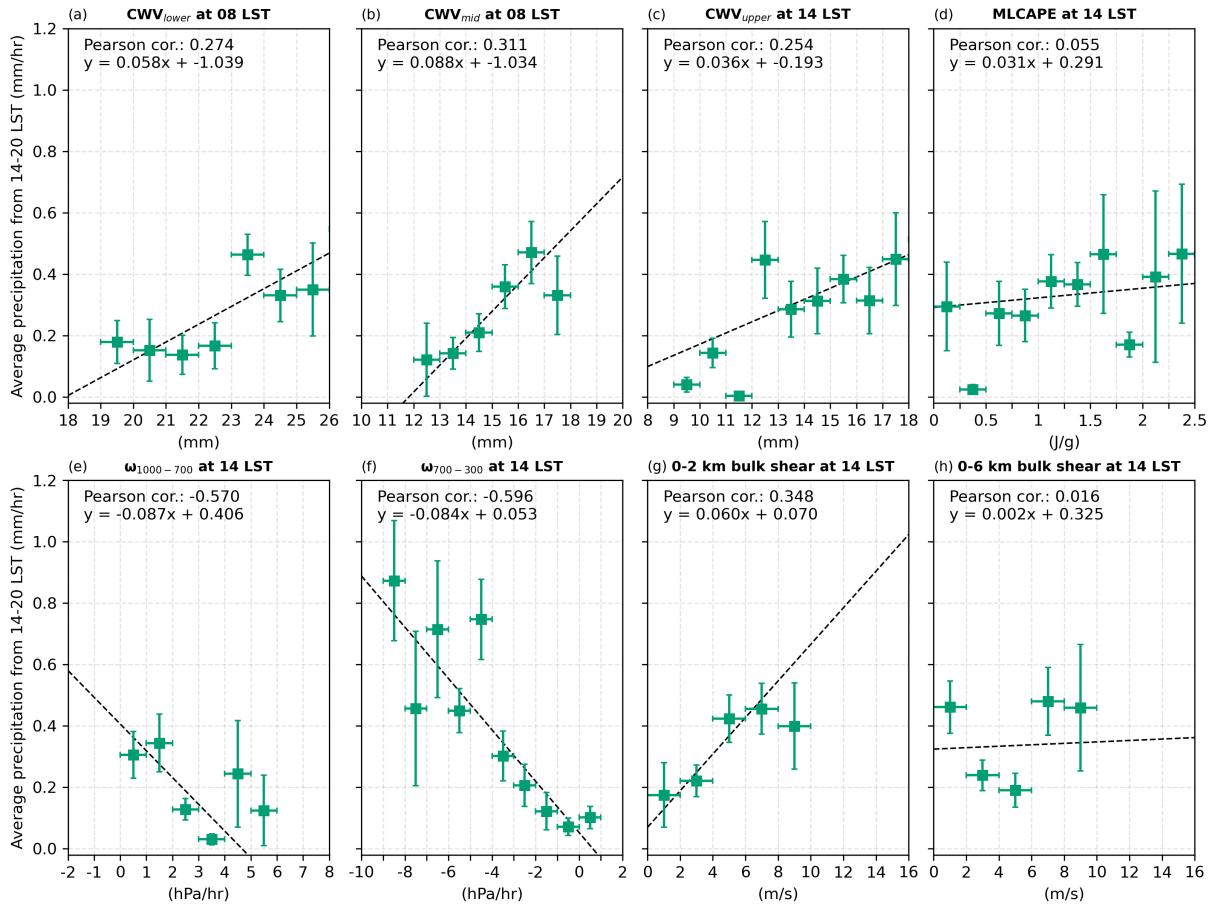 (a) CWVlower at 08 LST
Pearson cor.: 0.274
y = 0.058x + -1.039
Average precipitation from 14-20 LST (mm/hr)
1.2
1.0
0.8
0.6
0.4
0.2
0.0
18 19 20 21 22 23 24 25 26
(mm)
(b) CWVmid at 08 LST
Pearson cor.: 0.311
y = 0.088x + -1.034
10 11 12 13 14 15 16 17 18 19 20
(mm)
(c) CWVupper at 14 LST
Pearson cor.: 0.254
y = 0.036x + -0.193
8 9 10 11 12 13 14 15 16 17 18
(mm)
(d) MLCAPE at 14 LST
Pearson cor.: 0.055
y = 0.031x + 0.291
0 0.5 1 1.5 2 2.5
(J/g)
(e) ω1000−700 at 14 LST
Pearson cor.: -0.570
y = -0.087x + 0.406
Average precipitation from 14-20 LST (mm/hr)
1.2
1.0
0.8
0.6
0.4
0.2
0.0
-2 -1 0 1 2 3 4 5 6 7 8
(hPa/hr)
(f) ω700−300 at 14 LST
Pearson cor.: -0.596
y = -0.084x + 0.053
-10 -8 -6 -4 -2 0 2
(hPa/hr)
(g) 0-2 km bulk shear at 14 LST
Pearson cor.: 0.348
y = 0.060x + 0.070
0 2 4 6 8 10 12 14 16
(m/s)
(h) 0-6 km bulk shear at 14 LST
Pearson cor.: 0.016
y = 0.002x + 0.325
0 2 4 6 8 10 12 14 16
(m/s)